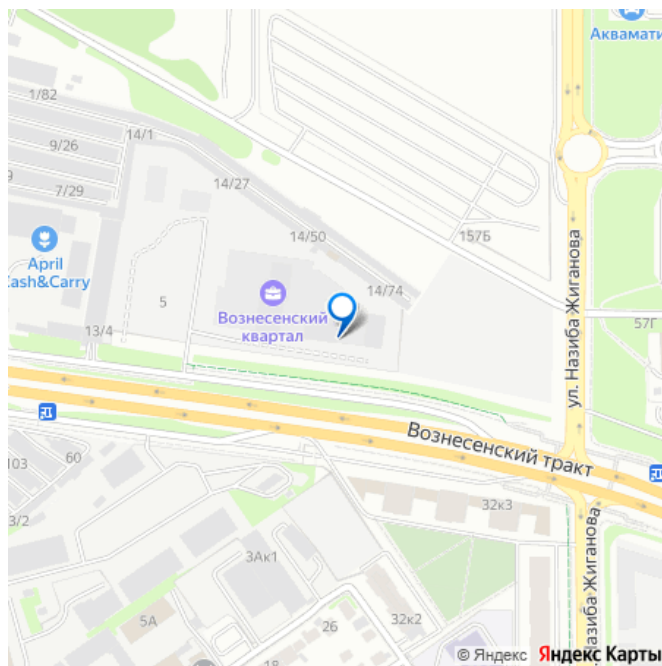 Аквамати
1/82
14/1
9/26
9
7/29
14/27
14/50
157Б
April
Cash&Carry
5
14/74
Вознесенский
квартал
13/4
57Г
ул. Назиба Жиганова
Вознесенский тракт
103
60
3/2
32к3
3Ак1
5А
32к2
26
18
Назиба Жиганова
© Яндекс Яндекс Карты